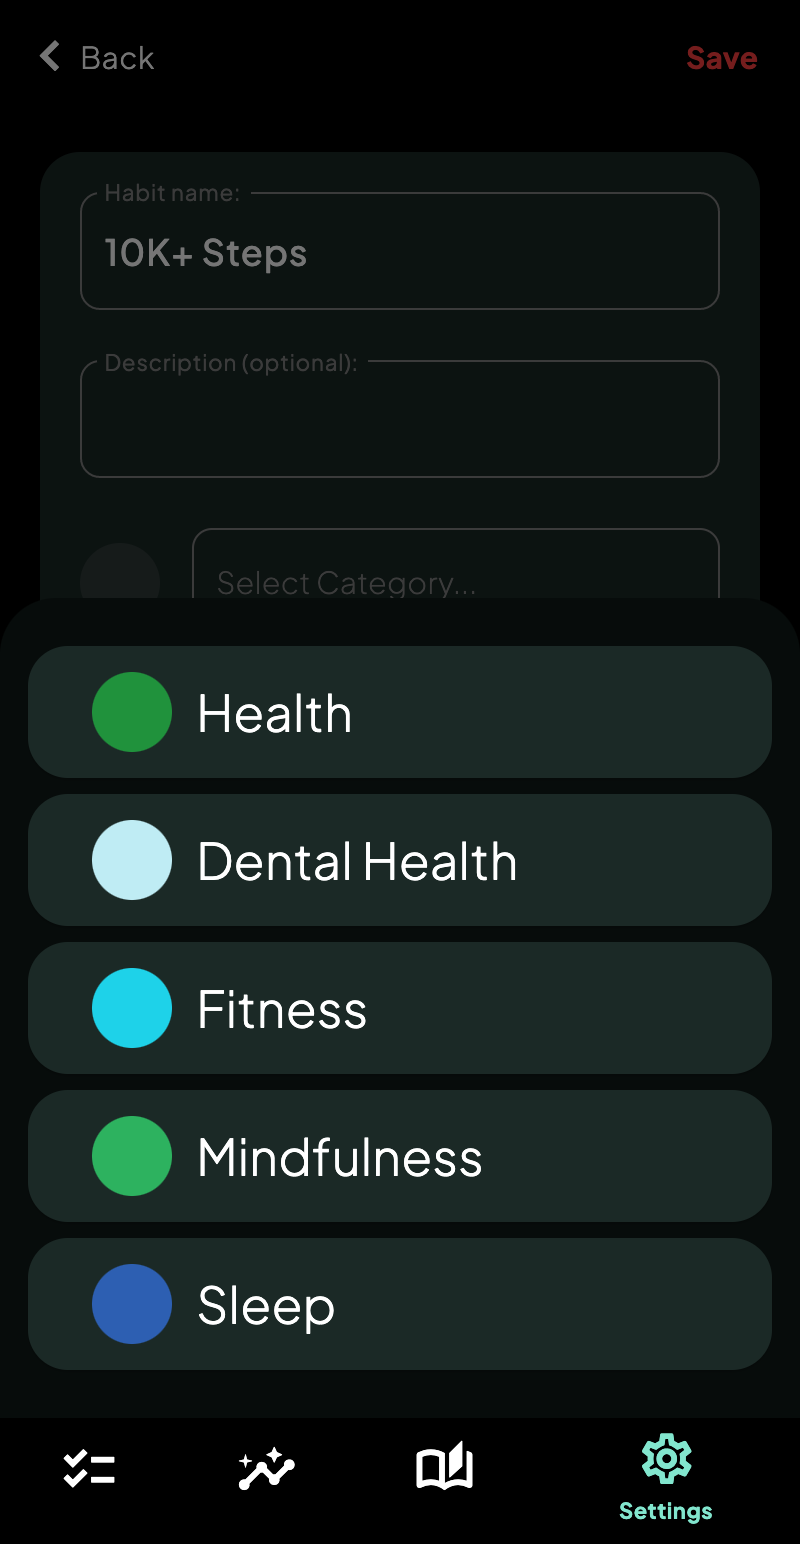 Back
Save
Habit name:
10K+ Steps
Description (optional):
Select Category...
Health
Dental Health
Fitness
Mindfulness
Sleep
Settings